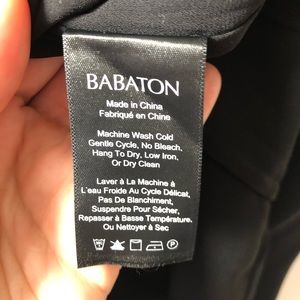 BABATON
Made in China
Fabriqué en Chine
Machine Wash Cold
Gentle Cycle, No Bleach,
Hang To Dry, Low Iron.
Or Dry Clean
Laver À La Machine À
L'eau Froide Au Cycle Délicat,
Pas De Blanchiment,
Suspendre Pour Sécher,
Repasser à Basse Température.
Ou Nettoyer à Sec
P